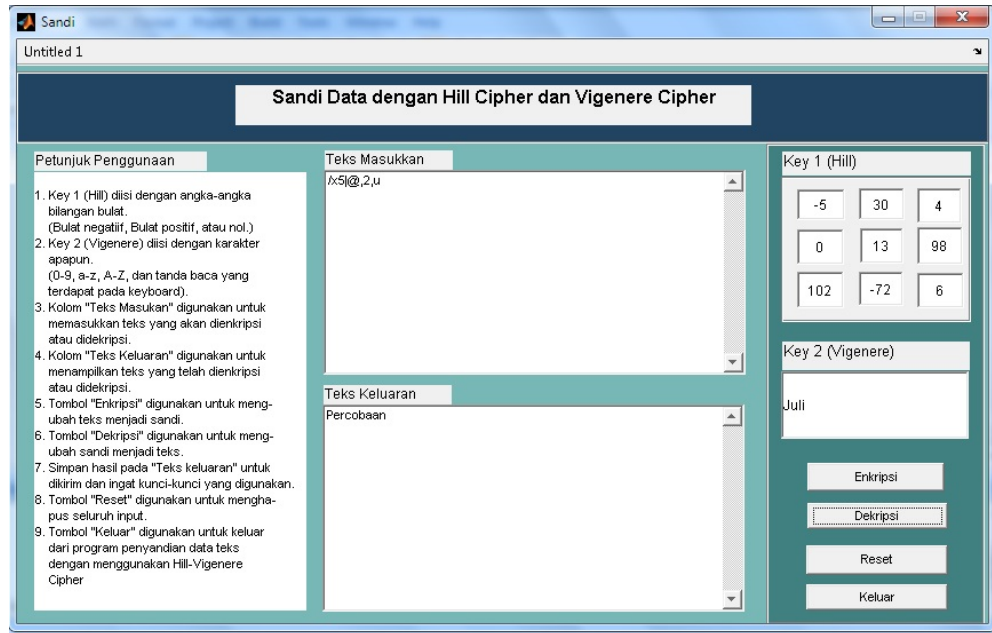 Sandi
Untitled 1
Sandi Data dengan Hill Cipher dan Vigenere Cipher
Petunjuk Penggunaan
1. Key 1 (Hill) diisi dengan angka-angka
bilangan bulat.
(Bulat negatiif, Bulat positif, atau nol.)
2. Key 2 (Vigenere) diisi dengan karakter
apapun.
(0-9, a-z, A-Z, dan tanda baca yang
terdapat pada keyboard).
3. Kolom "Teks Masukan" digunakan untuk
memasukkan teks yang akan dienkripsi
atau didekripsi.
4. Kolom "Teks Keluaran" digunakan untuk
menampilkan teks yang telah dienkripsi
atau didekripsi.
5. Tombol "Enkripsi" digunakan untuk meng-
ubah teks menjadi sandi.
6. Tombol "Dekripsi" digunakan untuk meng-
ubah sandi menjadi teks.
7. Simpan hasil pada "Teks keluaran" untuk
dikirim dan ingat kunci-kunci yang digunakan.
8. Tombol "Reset" digunakan untuk mengha-
pus seluruh input.
9. Tombol "Keluar" digunakan untuk keluar
dari program penyandian data teks
dengan menggunakan Hill-Vigenere
Cipher
Teks Masukkan
/x5|@,2,u
Teks Keluaran
Percobaan
Key 1 (Hill)
-5 30 4
0 13 98
102 -72 6
Key 2 (Vigenere)
Juli
Enkripsi
Dekripsi
Reset
Keluar